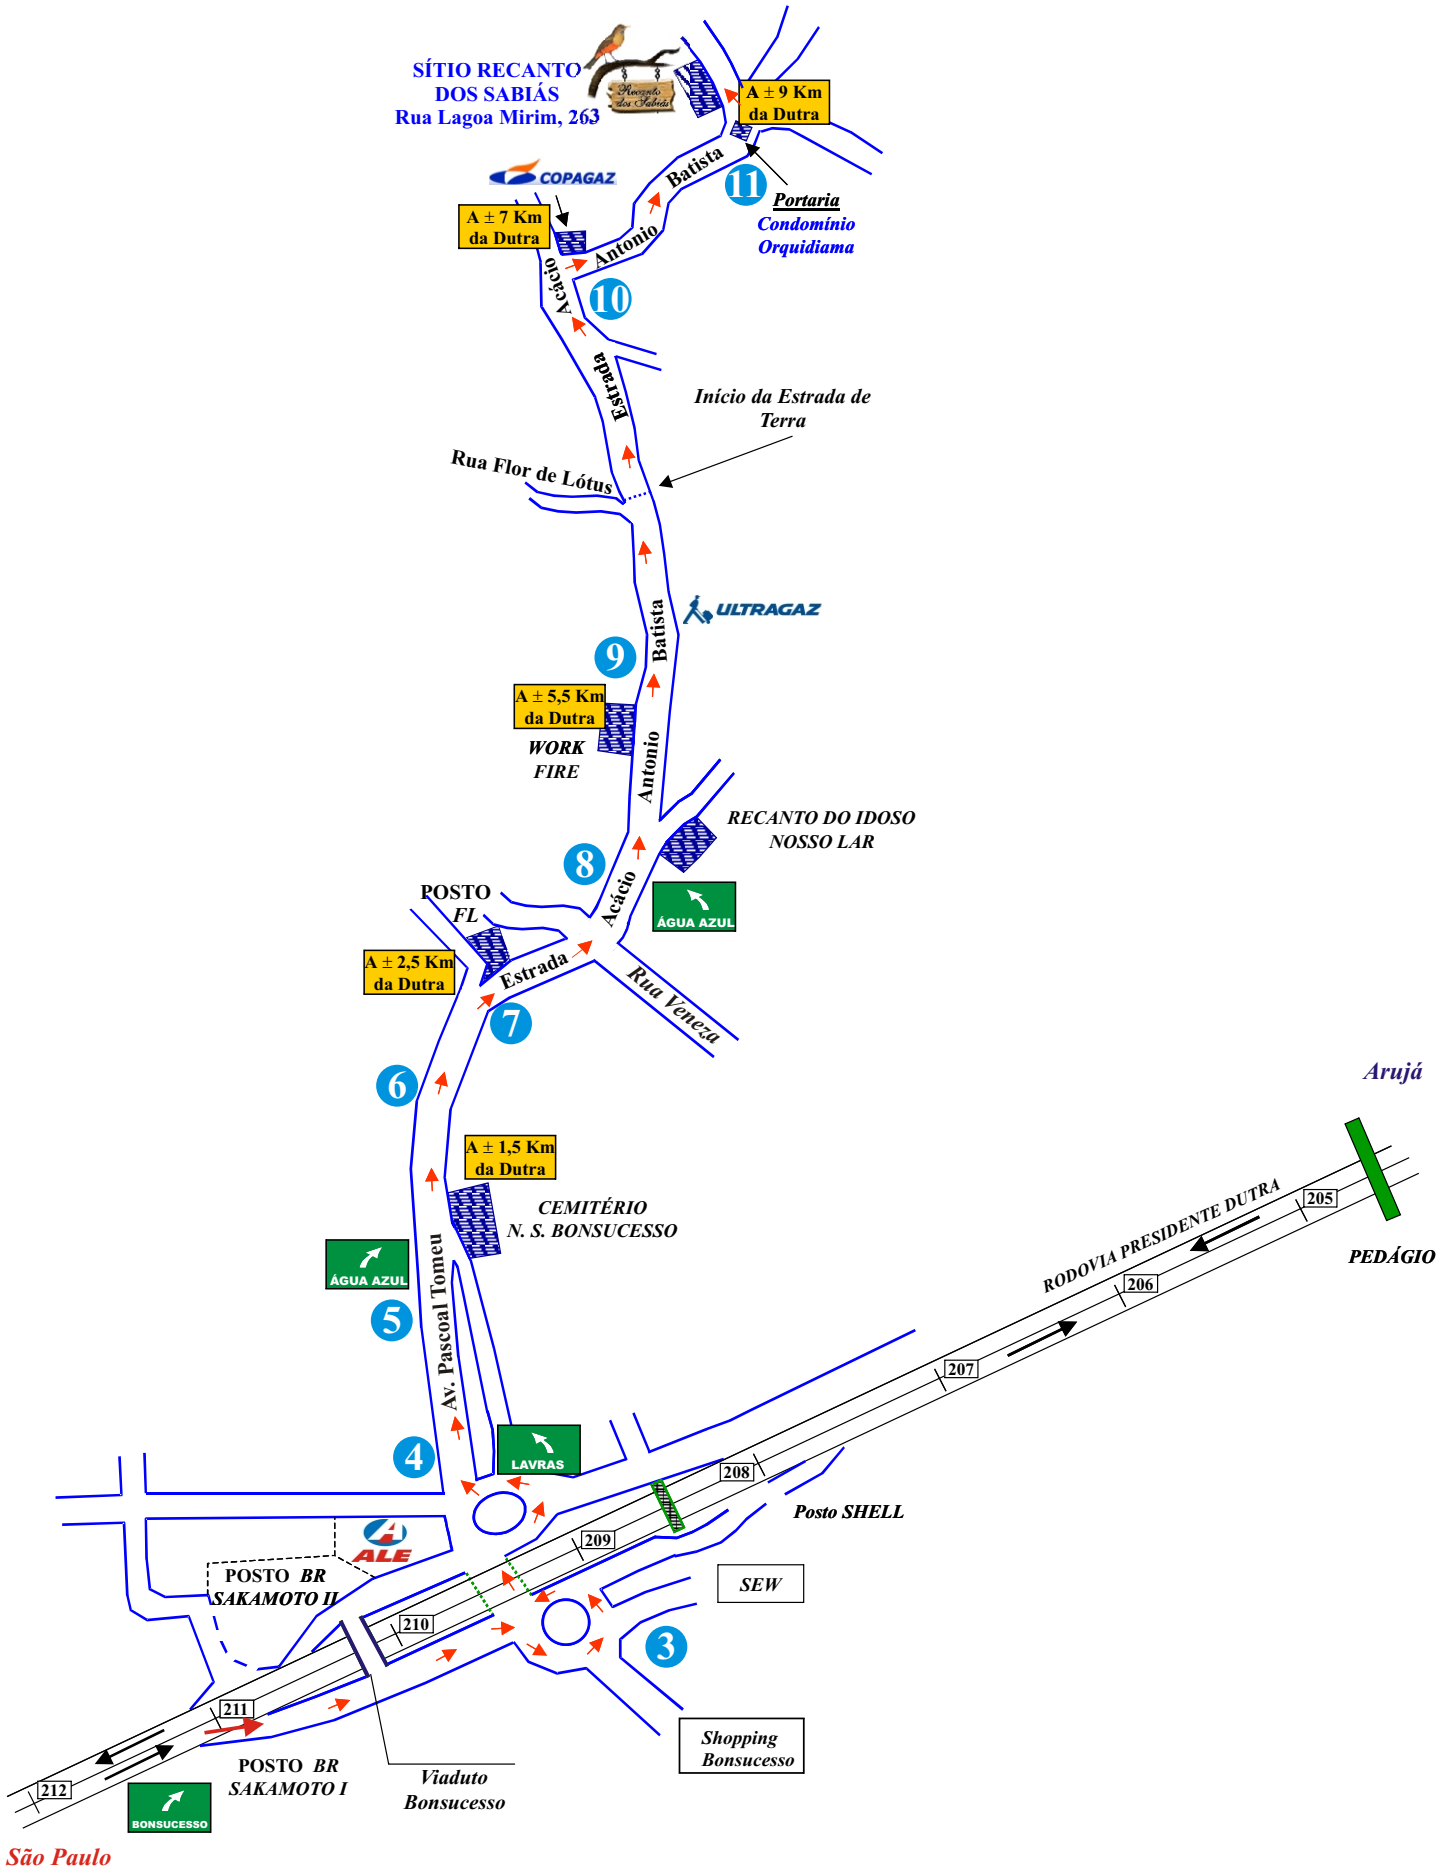 SÍTIO RECANTO
DOS SABIÁS
Rua Lagoa Mirim, 263
Recanto
dos Sabiás
A ± 9 Km
da Dutra
Batista
11
Portaria
Condomínio
Orquidiama
COPAGAZ
A ± 7 Km
da Dutra
Antonio
Acácio
10
Estrada
Início da Estrada de
Terra
Rua Flor de Lótus
ULTRAGAZ
Batista
9
A ± 5,5 Km
da Dutra
WORK
FIRE
Antonio
RECANTO DO IDOSO
NOSSO LAR
8
Acácio
ÁGUA AZUL
POSTO
FL
A ± 2,5 Km
da Dutra
Estrada
Rua Veneza
7
6
Arujá
A ± 1,5 Km
da Dutra
CEMITÉRIO
N. S. BONSUCESSO
RODOVIA PRESIDENTE DUTRA
205
PEDÁGIO
ÁGUA AZUL
206
5
Av. Pascoal Tomeu
207
4
LAVRAS
208
Posto SHELL
209
ALE
POSTO BR
SAKAMOTO II
SEW
210
3
211
Shopping
Bonsucesso
POSTO BR
SAKAMOTO I
Viaduto
Bonsucesso
212
BONSUCESSO
São Paulo